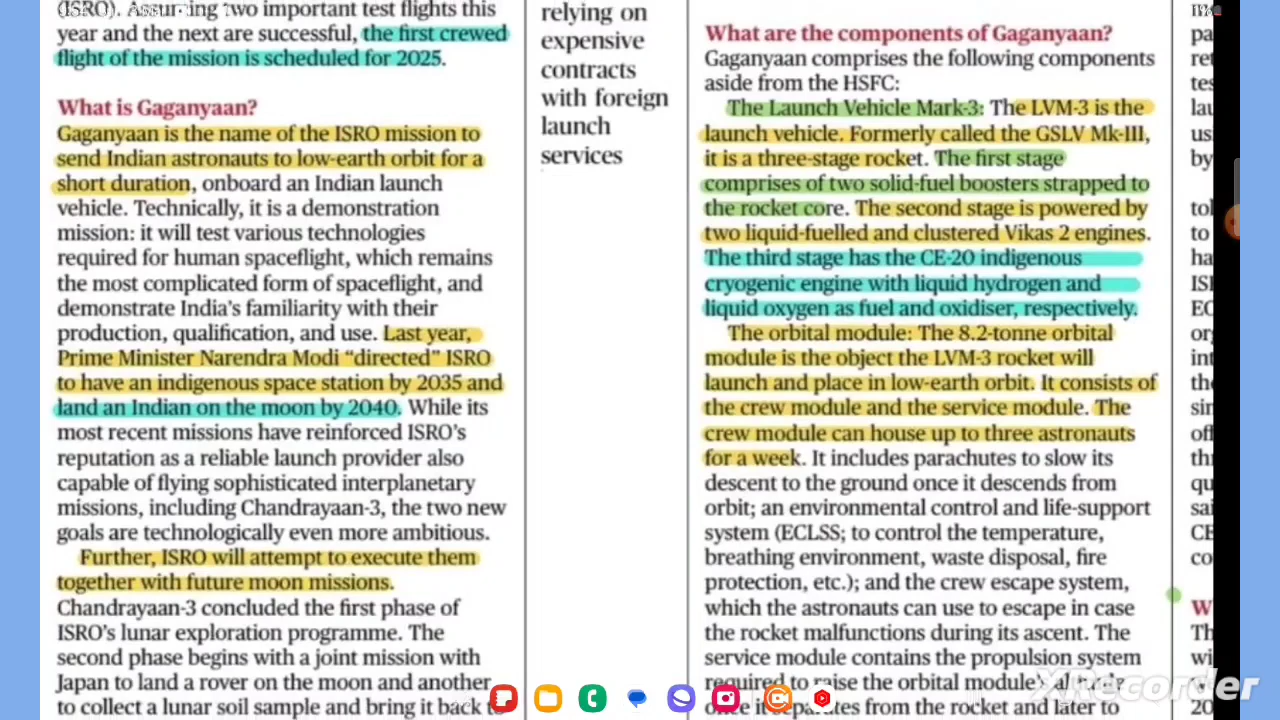 (ISRO). Assuming two important test flights this
year and the next are successful, the first crewed
flight of the mission is scheduled for 2025.
What is Gaganyaan?
Gaganyaan is the name of the ISRO mission to
send Indian astronauts to low-earth orbit for a
short duration, onboard an Indian launch
vehicle. Technically, it is a demonstration
mission: it will test various technologies
required for human spaceflight, which remains
the most complicated form of spaceflight, and
demonstrate India's familiarity with their
production, qualification, and use. Last year,
Prime Minister Narendra Modi “directed” ISRO
to have an indigenous space station by 2035 and
land an Indian on the moon by 2040. While its
most recent missions have reinforced ISRO's
reputation as a reliable launch provider also
capable of flying sophisticated interplanetary
missions, including Chandrayaan-3, the two new
goals are technologically even more ambitious.
Further, ISRO will attempt to execute them
together with future moon missions.
Chandrayaan-3 concluded the first phase of
ISRO's lunar exploration programme. The
second phase begins with a joint mission with
Japan to land a rover on the moon and another
to collect a lunar soil sample and bring it back
relying on
expensive
contracts
with foreign
launch
services
What are the components of Gaganyaan?
Gaganyaan comprises the following components
aside from the HSFC:
The Launch Vehicle Mark-3: The LVM-3 is the
launch vehicle. Formerly called the GSLV Mk-III,
it is a three-stage rocket. The first stage
comprises of two solid-fuel boosters strapped to
the rocket core. The second stage is powered by
two liquid-fuelled and clustered Vikas 2 engines.
The third stage has the CE-20 indigenous
cryogenic engine with liquid hydrogen and
liquid oxygen as fuel and oxidiser, respectively.
The orbital module: The 8.2-tonne orbital
module is the object the LVM-3 rocket will
launch and place in low-earth orbit. It consists of
the crew module and the service module. The
crew module can house up to three astronauts
for a week. It includes parachutes to slow its
descent to the ground once it descends from
orbit; an environmental control and life-support
system (ECLSS; to control the temperature,
breathing environment, waste disposal, fire
protection, etc.); and the crew escape system,
which the astronauts can use to escape in case
the rocket malfunctions during its ascent. The
service module contains the propulsion system
required to raise the orbital module's
once it separates from the rocket and later to
XRecorder